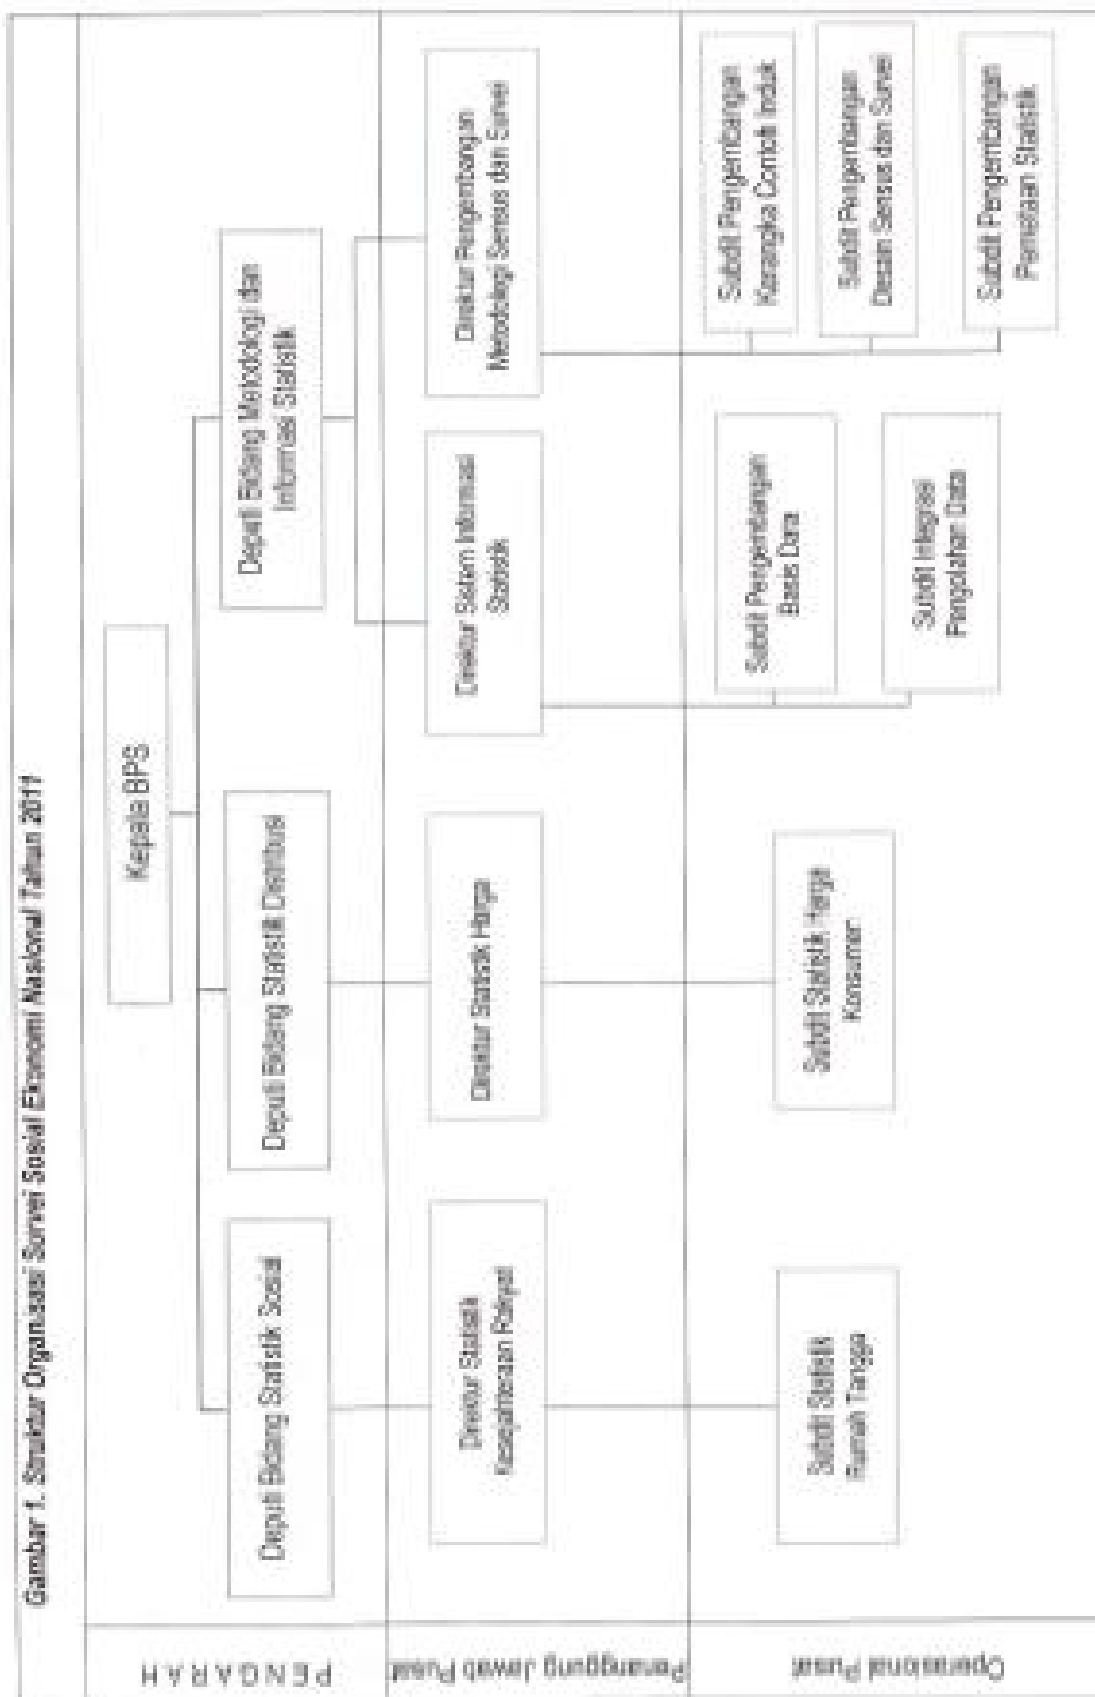 Gambar 1. Struktur Organisasi Survei Sosial Ekonomi Nasional Tahun 2011
PENGARAH
Kepala BPS
Deputi Bidang Statistik Sosial
Deputi Bidang Statistik Distribusi
Deputi Bidang Metodologi dan
Informasi Statistik
Penanggung Jawab Pusat
Direktur Statistik
Kesejahteraan Rakyat
Direktur Statistik Harga
Direktur Sistem Informasi
Statistik
Direktur Pengembangan
Metodologi Sensus dan Survei
Operasional Pusat
Subdit Statistik
Rumah Tangga
Subdit Statistik Harga
Konsumen
Subdit Pengembangan
Basis Data
Subdit Integrasi
Pengolahan Data
Subdit Pengembangan
Kerangka Contoh Induk
Subdit Pengembangan
Desain Sensus dan Survei
Subdit Pengembangan
Pemetaan Statistik